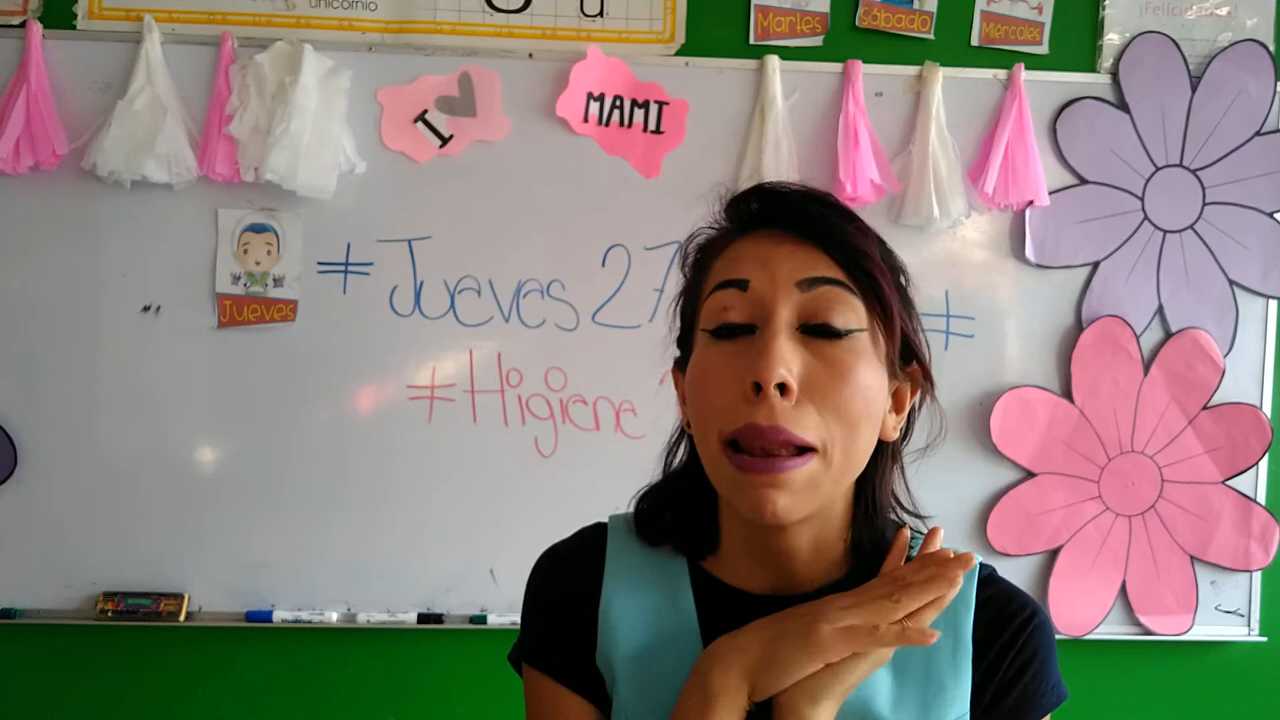 unicornio
u
Martes
sábado
Miércoles
¡Felicidades!
I
MAMI
Jueves
≠Jueves 27 ≠
≠Higiene